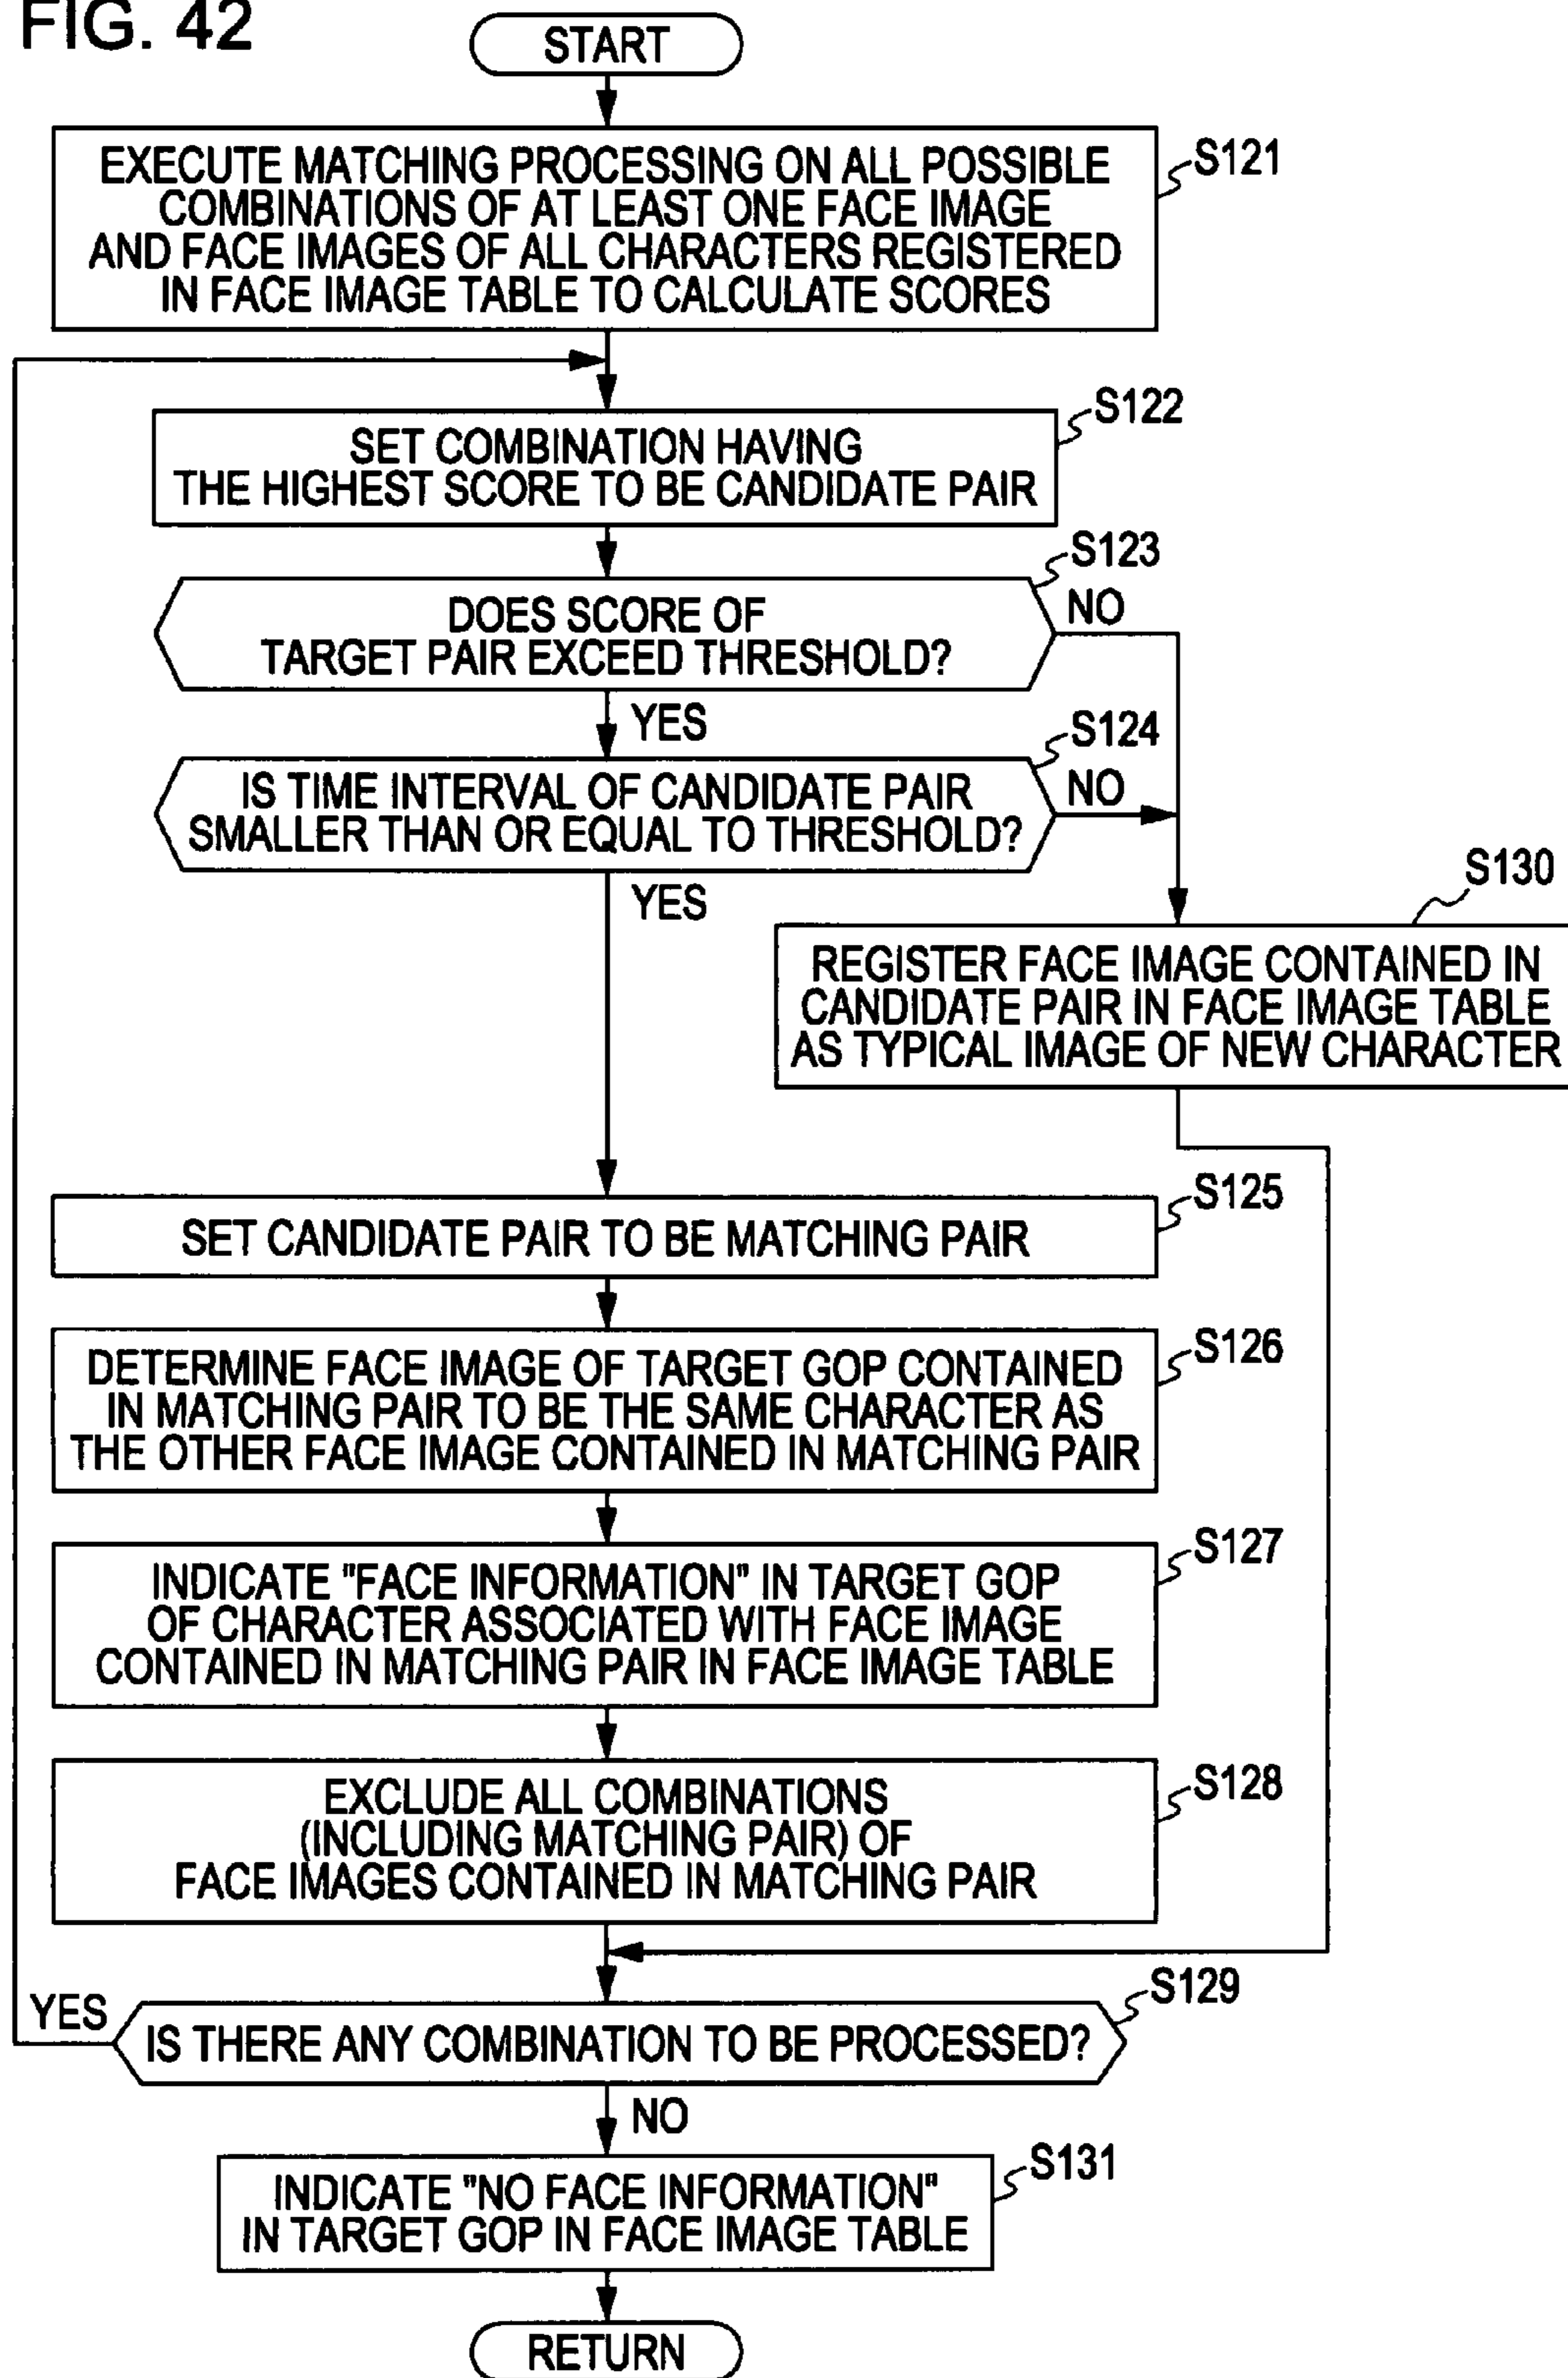 FIG. 42
START
EXECUTE MATCHING PROCESSING ON ALL POSSIBLE
COMBINATIONS OF AT LEAST ONE FACE IMAGE
AND FACE IMAGES OF ALL CHARACTERS REGISTERED
IN FACE IMAGE TABLE TO CALCULATE SCORES
S121
SET COMBINATION HAVING
THE HIGHEST SCORE TO BE CANDIDATE PAIR
S122
DOES SCORE OF
TARGET PAIR EXCEED THRESHOLD?
S123
NO
YES
IS TIME INTERVAL OF CANDIDATE PAIR
SMALLER THAN OR EQUAL TO THRESHOLD?
S124
NO
YES
S130
REGISTER FACE IMAGE CONTAINED IN
CANDIDATE PAIR IN FACE IMAGE TABLE
AS TYPICAL IMAGE OF NEW CHARACTER
SET CANDIDATE PAIR TO BE MATCHING PAIR
S125
DETERMINE FACE IMAGE OF TARGET GOP CONTAINED
IN MATCHING PAIR TO BE THE SAME CHARACTER AS
THE OTHER FACE IMAGE CONTAINED IN MATCHING PAIR
S126
INDICATE "FACE INFORMATION" IN TARGET GOP
OF CHARACTER ASSOCIATED WITH FACE IMAGE
CONTAINED IN MATCHING PAIR IN FACE IMAGE TABLE
S127
EXCLUDE ALL COMBINATIONS
(INCLUDING MATCHING PAIR) OF
FACE IMAGES CONTAINED IN MATCHING PAIR
S128
YES
IS THERE ANY COMBINATION TO BE PROCESSED?
S129
NO
INDICATE "NO FACE INFORMATION"
IN TARGET GOP IN FACE IMAGE TABLE
S131
RETURN